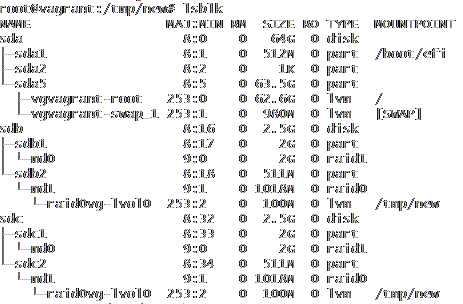 root@vagrant:/tmp/new# lsblk
NAME                 MAJ:MIN RM  SIZE RO TYPE  MOUNTPOINT
sda                    8:0    0   64G  0 disk
├─sda1                 8:1    0  512M  0 part  /boot/efi
├─sda2                 8:2    0    1K  0 part
└─sda5                 8:5    0 63.5G  0 part
  ├─vgvagrant-root   253:0    0 62.6G  0 lvm   /
  └─vgvagrant-swap_1 253:1    0  980M  0 lvm   [SWAP]
sdb                    8:16   0  2.5G  0 disk
├─sdb1                 8:17   0    2G  0 part
│ └─md0                9:0    0    2G  0 raid1
└─sdb2                 8:18   0  511M  0 part
  └─md1                9:1    0 1018M  0 raid0
    └─raid0vg-lvol0  253:2    0  100M  0 lvm   /tmp/new
sdc                    8:32   0  2.5G  0 disk
├─sdc1                 8:33   0    2G  0 part
│ └─md0                9:0    0    2G  0 raid1
└─sdc2                 8:34   0  511M  0 part
  └─md1                9:1    0 1018M  0 raid0
    └─raid0vg-lvol0  253:2    0  100M  0 lvm   /tmp/new